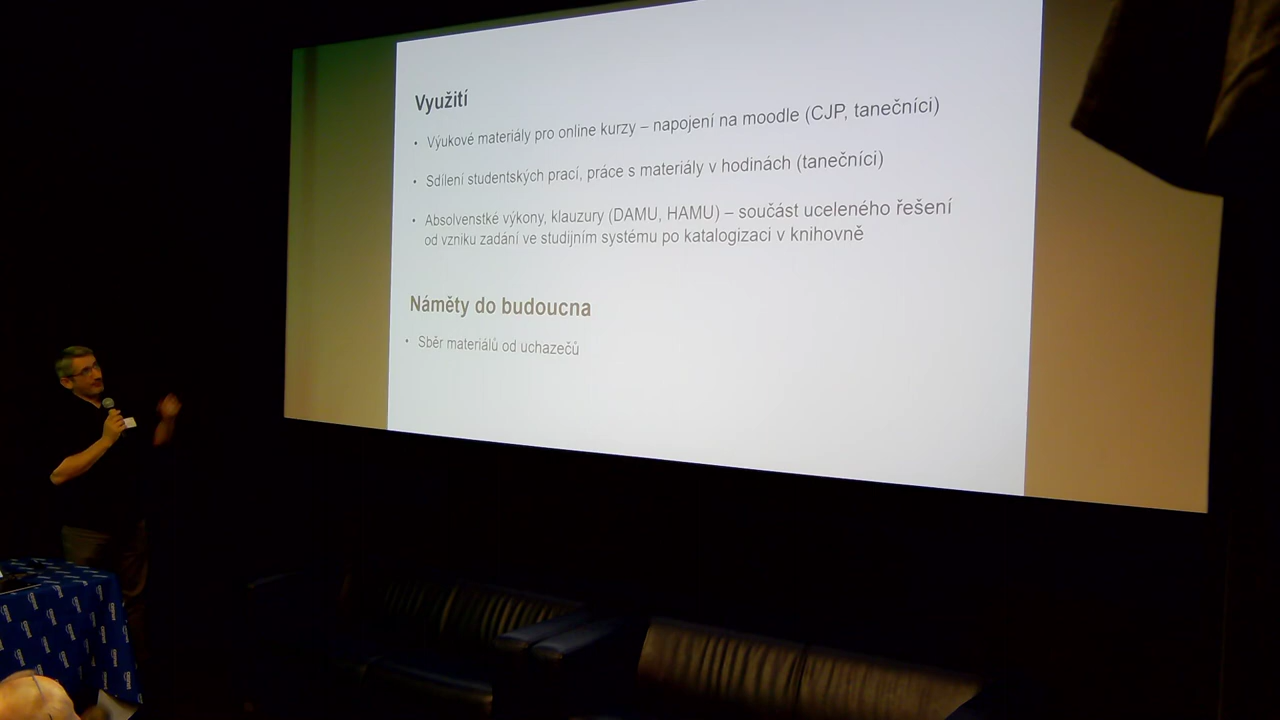 Využití
• Výukové materiály pro online kurzy – napojení na moodle (CJP, tanečníci)
• Sdílení studentských prací, práce s materiály v hodinách (tanečníci)
• Absolvenstké výkony, klauzury (DAMU, HAMU) – součást uceleného řešení
od vzniku zadání ve studijním systému po katalogizaci v knihovně
Náměty do budoucna
• Sběr materiálů od uchazečů